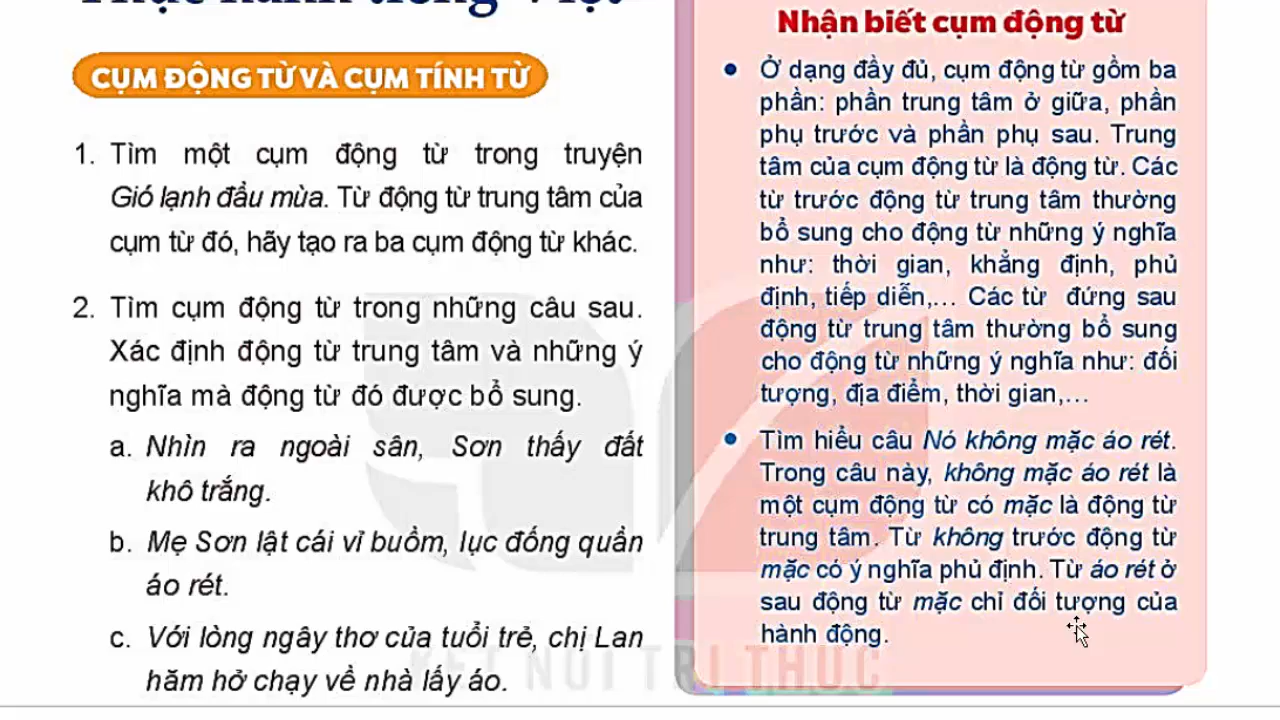 Thực hành tiếng Việt
CỤM ĐỘNG TỪ VÀ CỤM TÍNH TỪ
1. Tìm một cụm động từ trong truyện
Gió lạnh đầu mùa. Từ động từ trung tâm của
cụm từ đó, hãy tạo ra ba cụm động từ khác.
2. Tìm cụm động từ trong những câu sau.
Xác định động từ trung tâm và những ý
nghĩa mà động từ đó được bổ sung.
a. Nhìn ra ngoài sân, Sơn thấy đất
khô trắng.
b. Mẹ Sơn lật cái vỉ buồm, lục đống quần
áo rét.
c. Với lòng ngây thơ của tuổi trẻ, chị Lan
hăm hở chạy về nhà lấy áo.
Nhận biết cụm động từ
• Ở dạng đầy đủ, cụm động từ gồm ba
phần: phần trung tâm ở giữa, phần
phụ trước và phần phụ sau. Trung
tâm của cụm động từ là động từ. Các
từ trước động từ trung tâm thường
bổ sung cho động từ những ý nghĩa
như: thời gian, khẳng định, phủ
định, tiếp diễn,... Các từ đứng sau
động từ trung tâm thường bổ sung
cho động từ những ý nghĩa như: đối
tượng, địa điểm, thời gian,...
• Tìm hiểu câu Nó không mặc áo rét.
Trong câu này, không mặc áo rét là
một cụm động từ có mặc là động từ
trung tâm. Từ không trước động từ
mặc có ý nghĩa phủ định. Từ áo rét ở
sau động từ mặc chỉ đối tượng của
hành động.
KẾT NỐI TRI THỨC